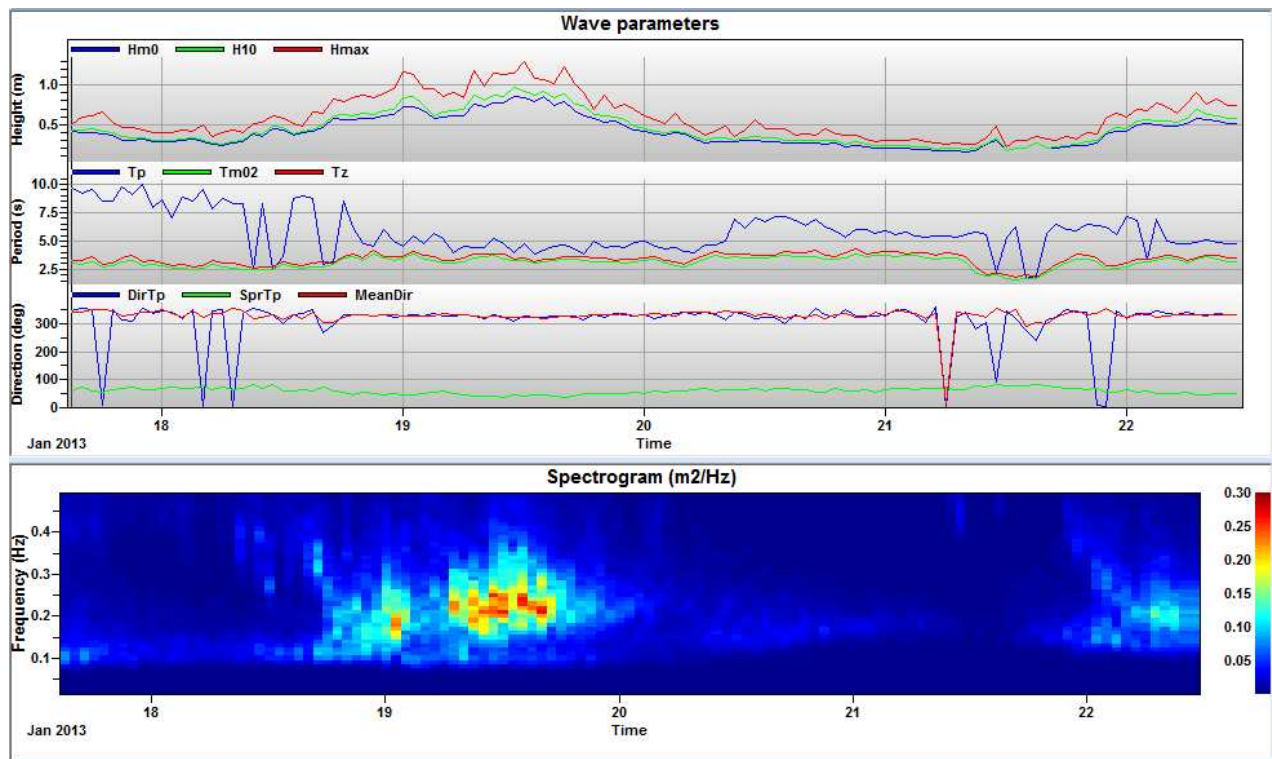 Wave parameters
Hm0 H10 Hmax
Height (m)
1.0
0.5
Tp Tm02 Tz
Period (s)
10.0
7.5
5.0
2.5
DirTp SprTp MeanDir
Direction (deg)
300
200
100
0
18 19 20 21 22
Jan 2013 Time
Spectrogram (m2/Hz)
Frequency (Hz)
0.4
0.3
0.2
0.1
0.30
0.25
0.20
0.15
0.10
0.05
18 19 20 21 22
Jan 2013 Time